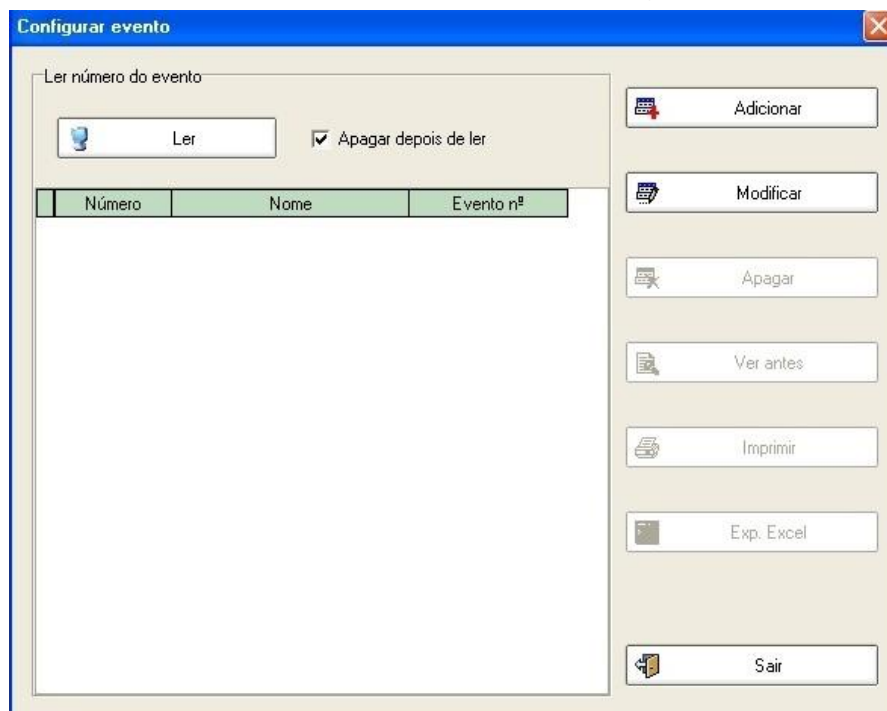 Configurar evento
Ler número do evento
Ler
Apagar depois de ler
Número Nome Evento nº
Adicionar
Modificar
Apagar
Ver antes
Imprimir
Exp. Excel
Sair